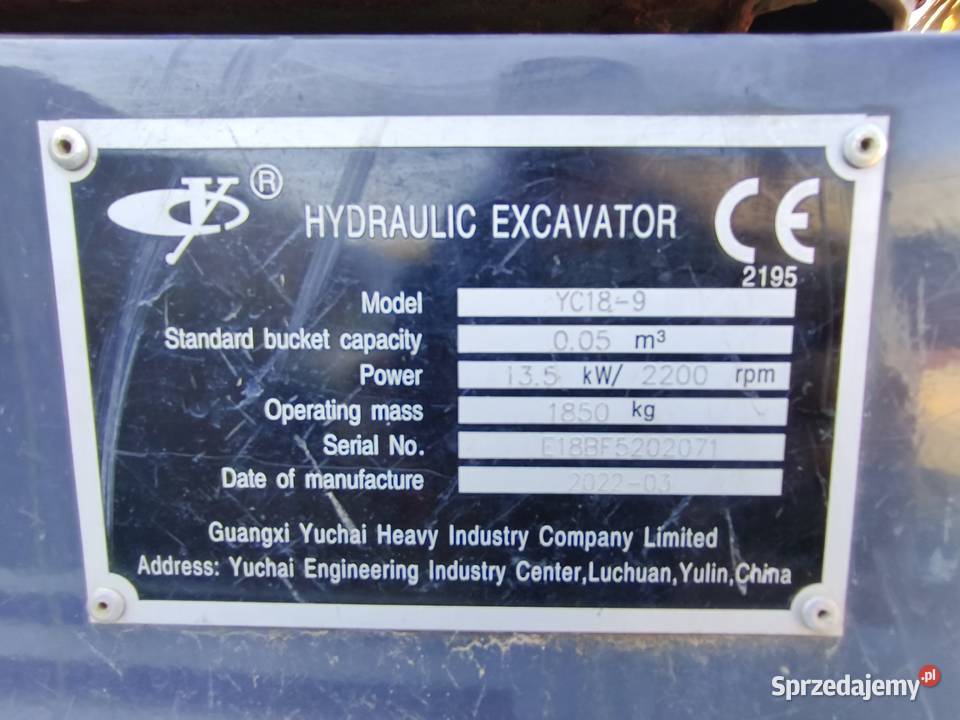 ®
HYDRAULIC EXCAVATOR CE
2195
Model YC18-9
Standard bucket capacity 0.05 m³
Power 13.5 kW/ 2200 rpm
Operating mass 1850 kg
Serial No. E18BF5202071
Date of manufacture 2022-03
Guangxi Yuchai Heavy Industry Company Limited
Address: Yuchai Engineering Industry Center,Luchuan,Yulin,China
Sprzedajemy.pl